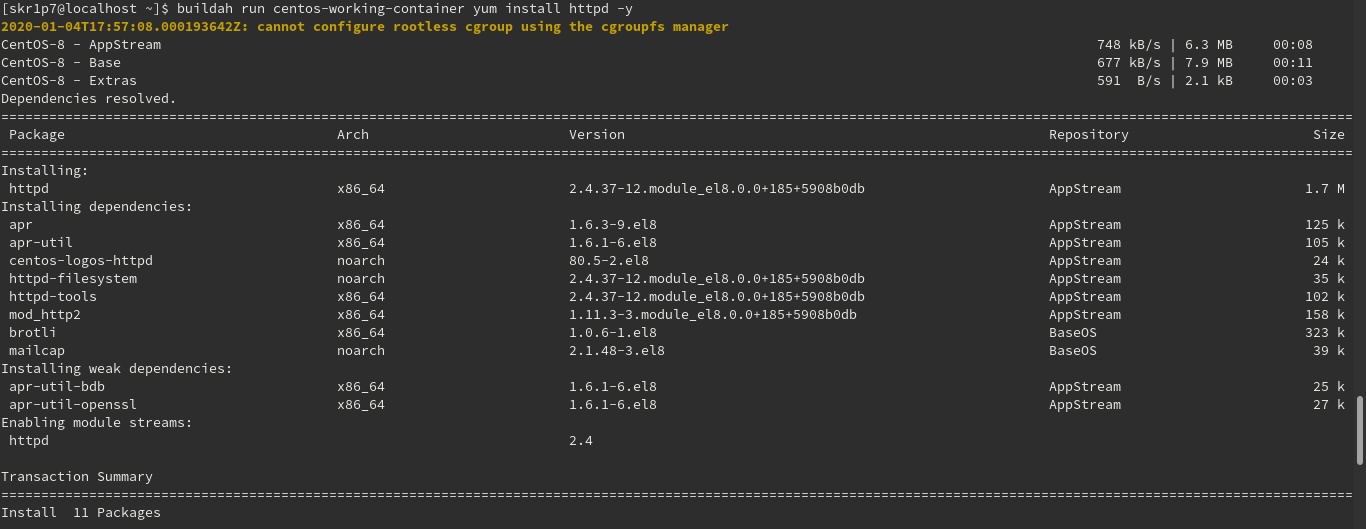 [skr1p7@localhost ~]$ buildah run centos-working-container yum install httpd -y
2020-01-04T17:57:08.000193642Z: cannot configure rootless cgroup using the cgroupfs manager
CentOS-8 - AppStream 748 kB/s | 6.3 MB 00:08
CentOS-8 - Base 677 kB/s | 7.9 MB 00:11
CentOS-8 - Extras 591 B/s | 2.1 kB 00:03
Dependencies resolved.
================================================================================
Package Arch Version Repository Size
================================================================================
Installing:
httpd x86_64 2.4.37-12.module_el8.0.0+185+5908b0db AppStream 1.7 M
Installing dependencies:
apr x86_64 1.6.3-9.el8 AppStream 125 k
apr-util x86_64 1.6.1-6.el8 AppStream 105 k
centos-logos-httpd noarch 80.5-2.el8 AppStream 24 k
httpd-filesystem noarch 2.4.37-12.module_el8.0.0+185+5908b0db AppStream 35 k
httpd-tools x86_64 2.4.37-12.module_el8.0.0+185+5908b0db AppStream 102 k
mod_http2 x86_64 1.11.3-3.module_el8.0.0+185+5908b0db AppStream 158 k
brotli x86_64 1.0.6-1.el8 BaseOS 323 k
mailcap noarch 2.1.48-3.el8 BaseOS 39 k
Installing weak dependencies:
apr-util-bdb x86_64 1.6.1-6.el8 AppStream 25 k
apr-util-openssl x86_64 1.6.1-6.el8 AppStream 27 k
Enabling module streams:
httpd 2.4
Transaction Summary
================================================================================
Install 11 Packages